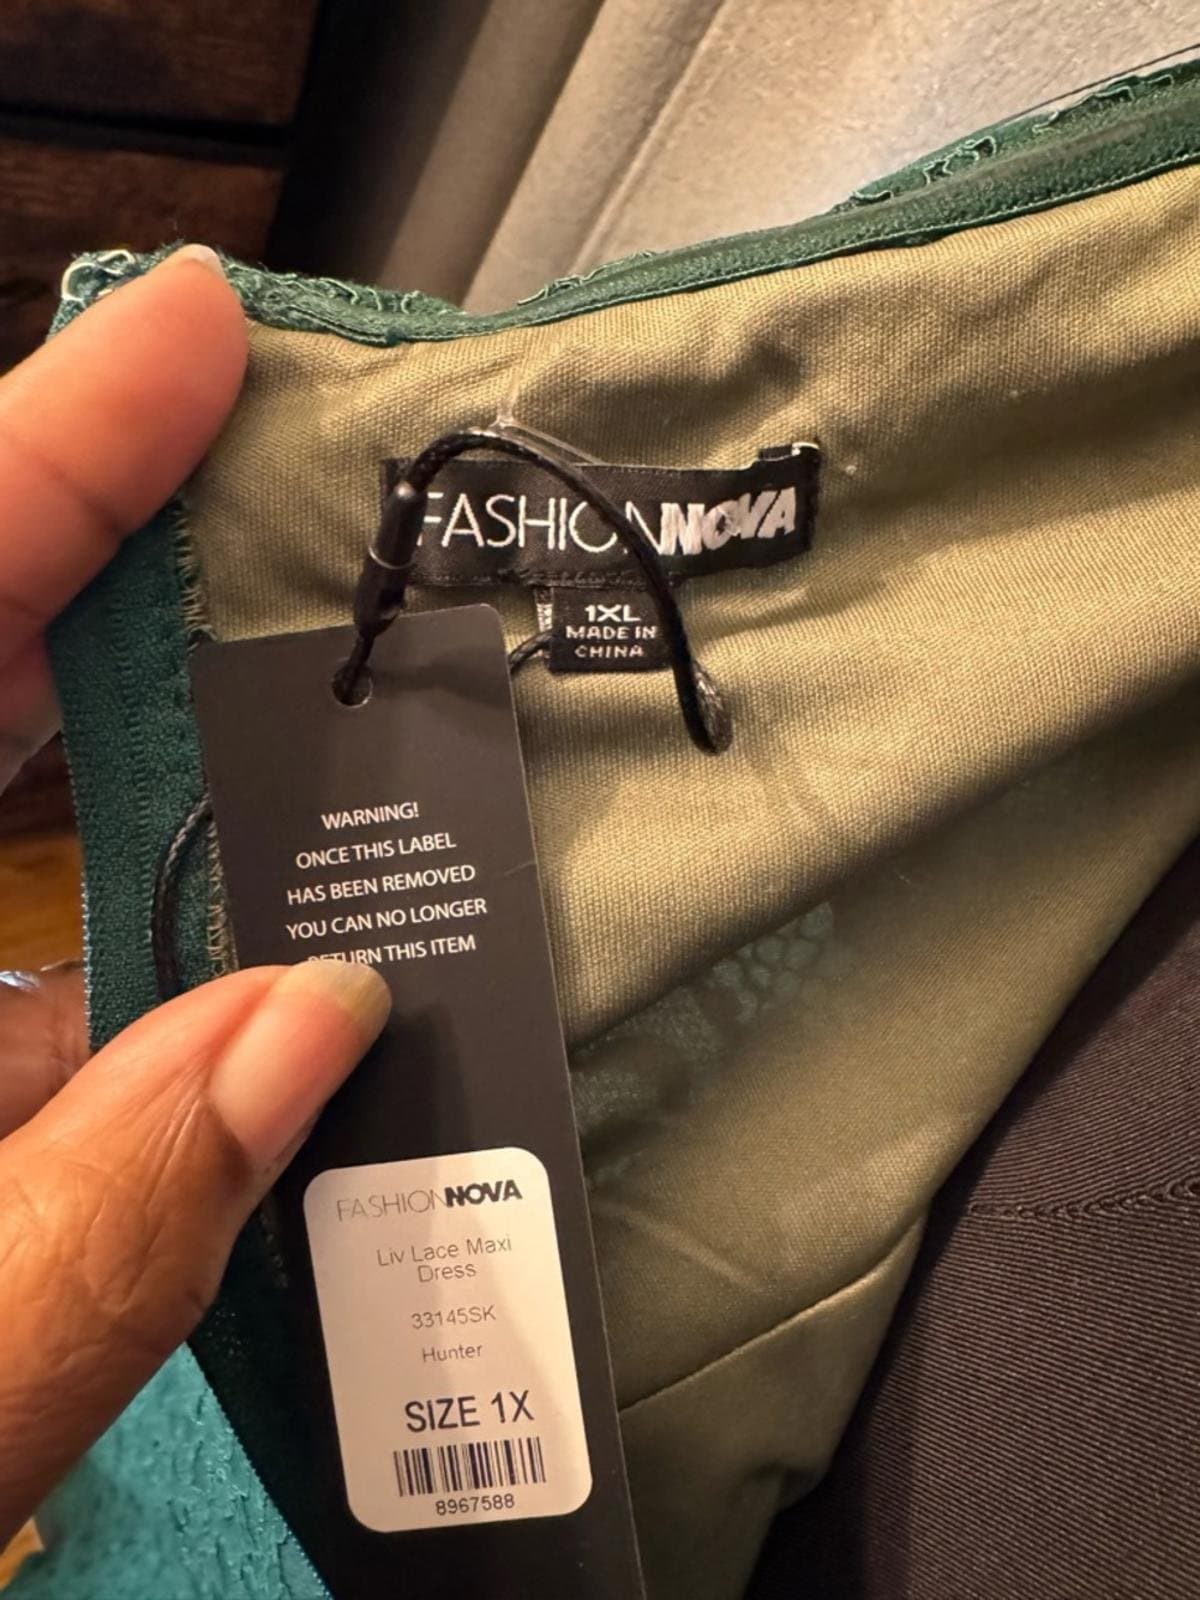 FASHIONNOVA
1XL
MADE IN
CHINA
WARNING!
ONCE THIS LABEL
HAS BEEN REMOVED
YOU CAN NO LONGER
RETURN THIS ITEM
FASHIONNOVA
Liv Lace Maxi
Dress
33145SK
Hunter
SIZE 1X
8967588